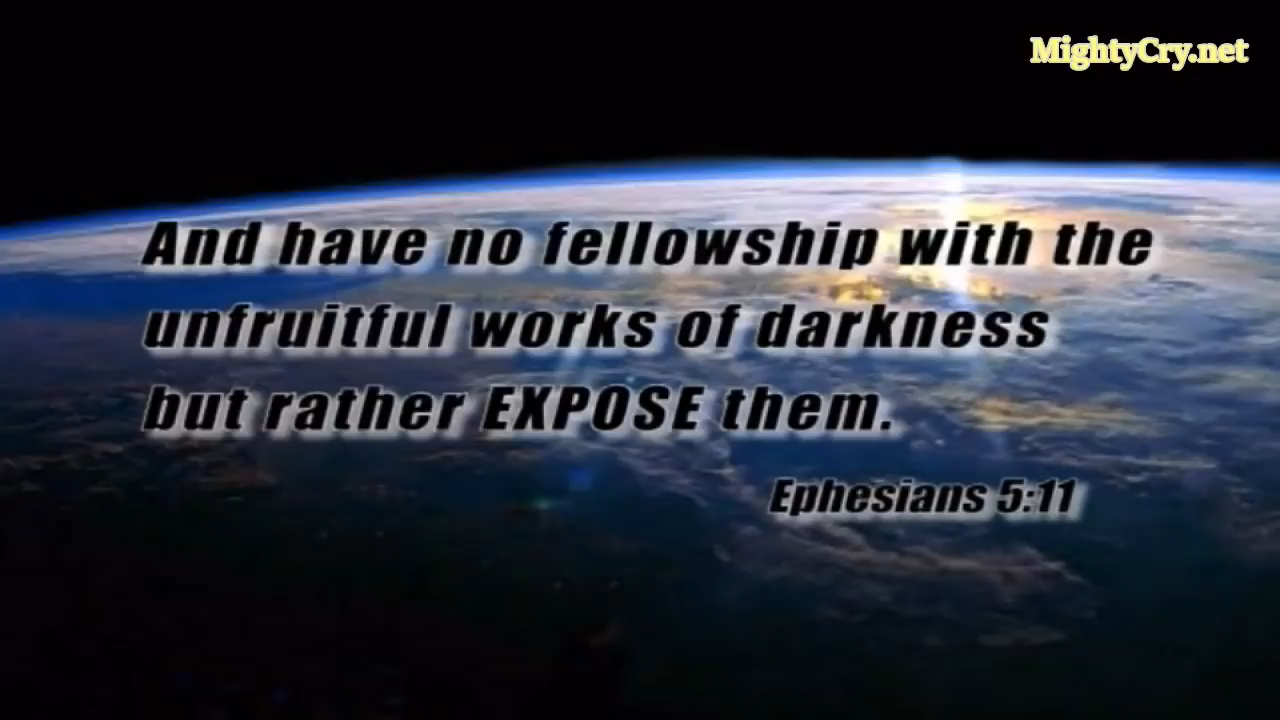 MightyCry.net
And have no fellowship with the
unfruitful works of darkness
but rather EXPOSE them.
Ephesians 5:11